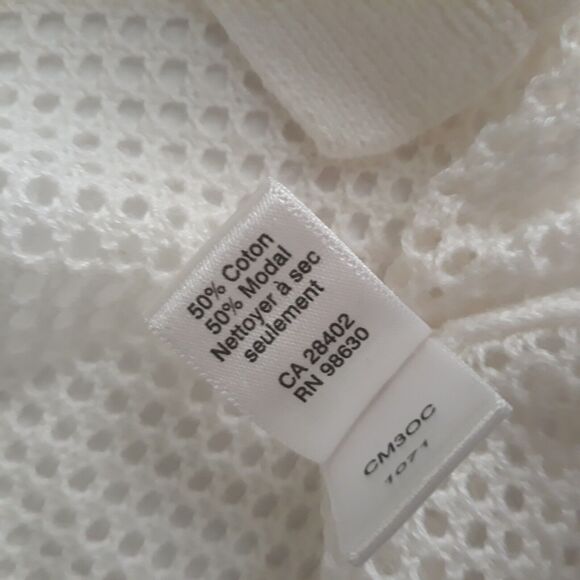 50% Coton
50% Modal
Nettoyer à sec
seulement
CA 28402
RN 98630
CM3OC
1071